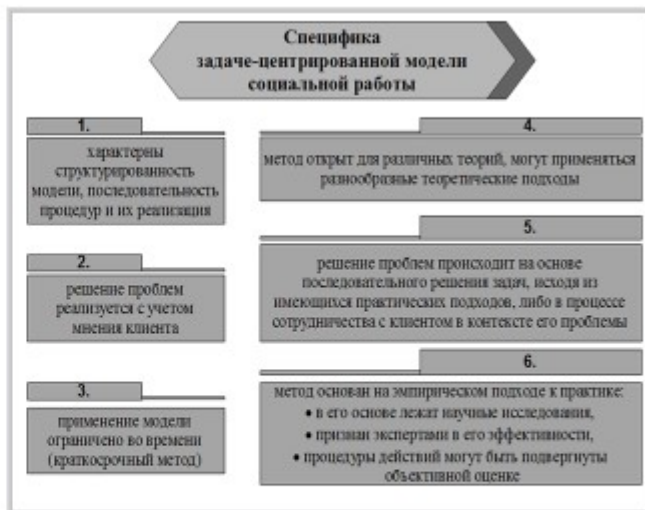 Специфика
задаче-центрированной модели
социальной работы
1.
характерны
структурированность
модели, последовательность
процедур и их реализация
2.
решение проблем
реализуется с учетом
мнения клиента
3.
применение модели
ограничено во времени
(краткосрочный метод)
4.
метод открыт для различных теорий, могут применяться
разнообразные теоретические подходы
5.
решение проблем происходит на основе
последовательного решения задач, исходя из
имеющихся практических подходов, либо в процессе
сотрудничества с клиентом в контексте его проблемы
6.
метод основан на эмпирическом подходе к практике:
• в его основе лежат научные исследования,
• признан экспертами в его эффективности,
• процедуры действий могут быть подвергнуты
объективной оценке